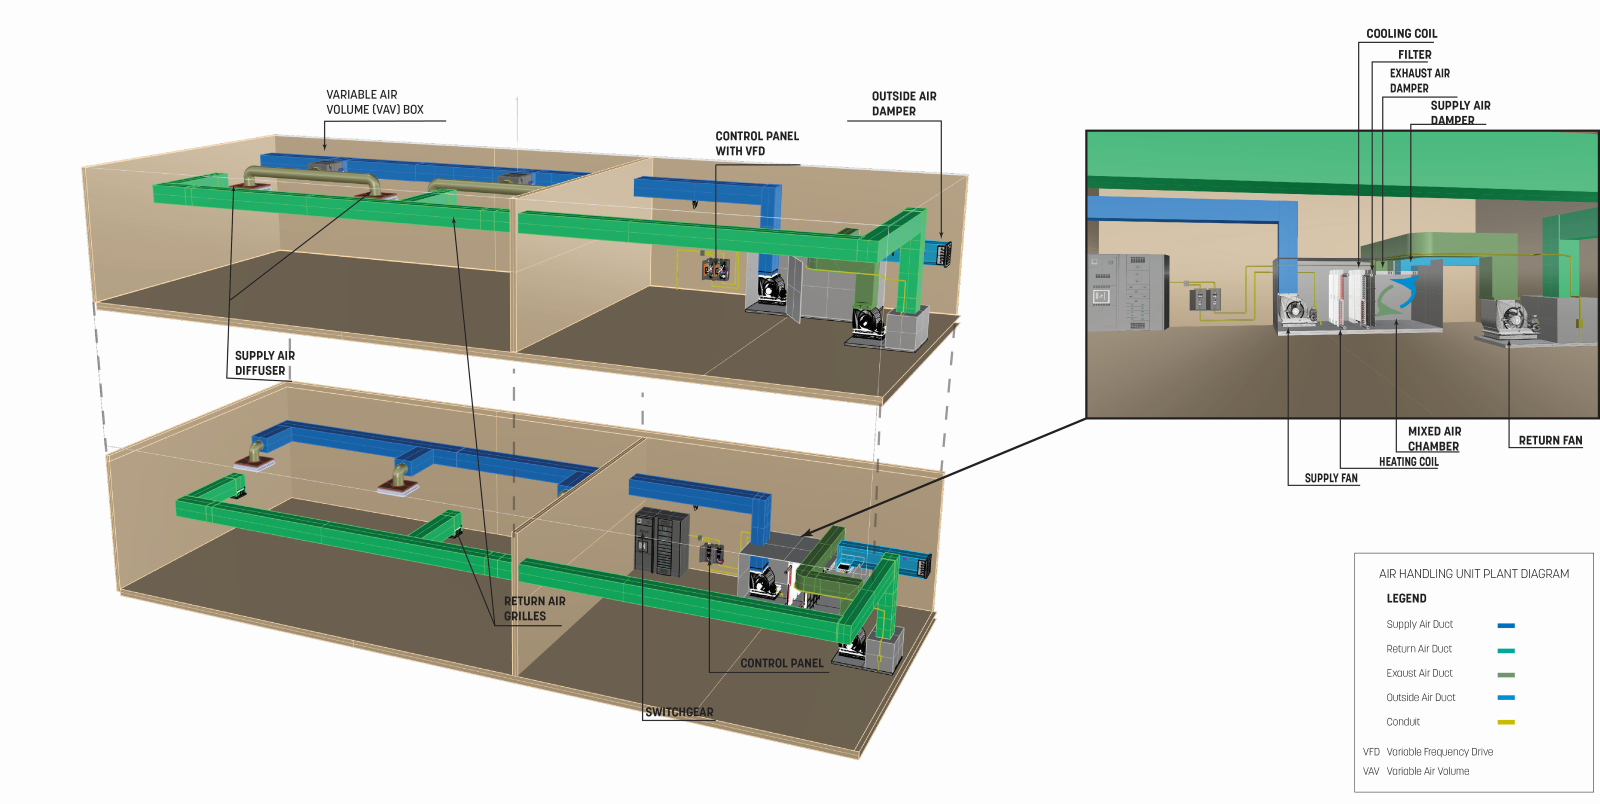 COOLING COIL
FILTER
EXHAUST AIR
DAMPER
SUPPLY AIR
DAMPER
VARIABLE AIR
VOLUME (VAV) BOX
OUTSIDE AIR
DAMPER
CONTROL PANEL
WITH VFD
SUPPLY AIR
DIFFUSER
MIXED AIR
CHAMBER
RETURN FAN
HEATING COIL
SUPPLY FAN
RETURN AIR
GRILLES
CONTROL PANEL
SWITCHGEAR
AIR HANDLING UNIT PLANT DIAGRAM
LEGEND
Supply Air Duct
Return Air Duct
Exaust Air Duct
Outside Air Duct
Conduit
VFD Variable Frequency Drive
VAV Variable Air Volume